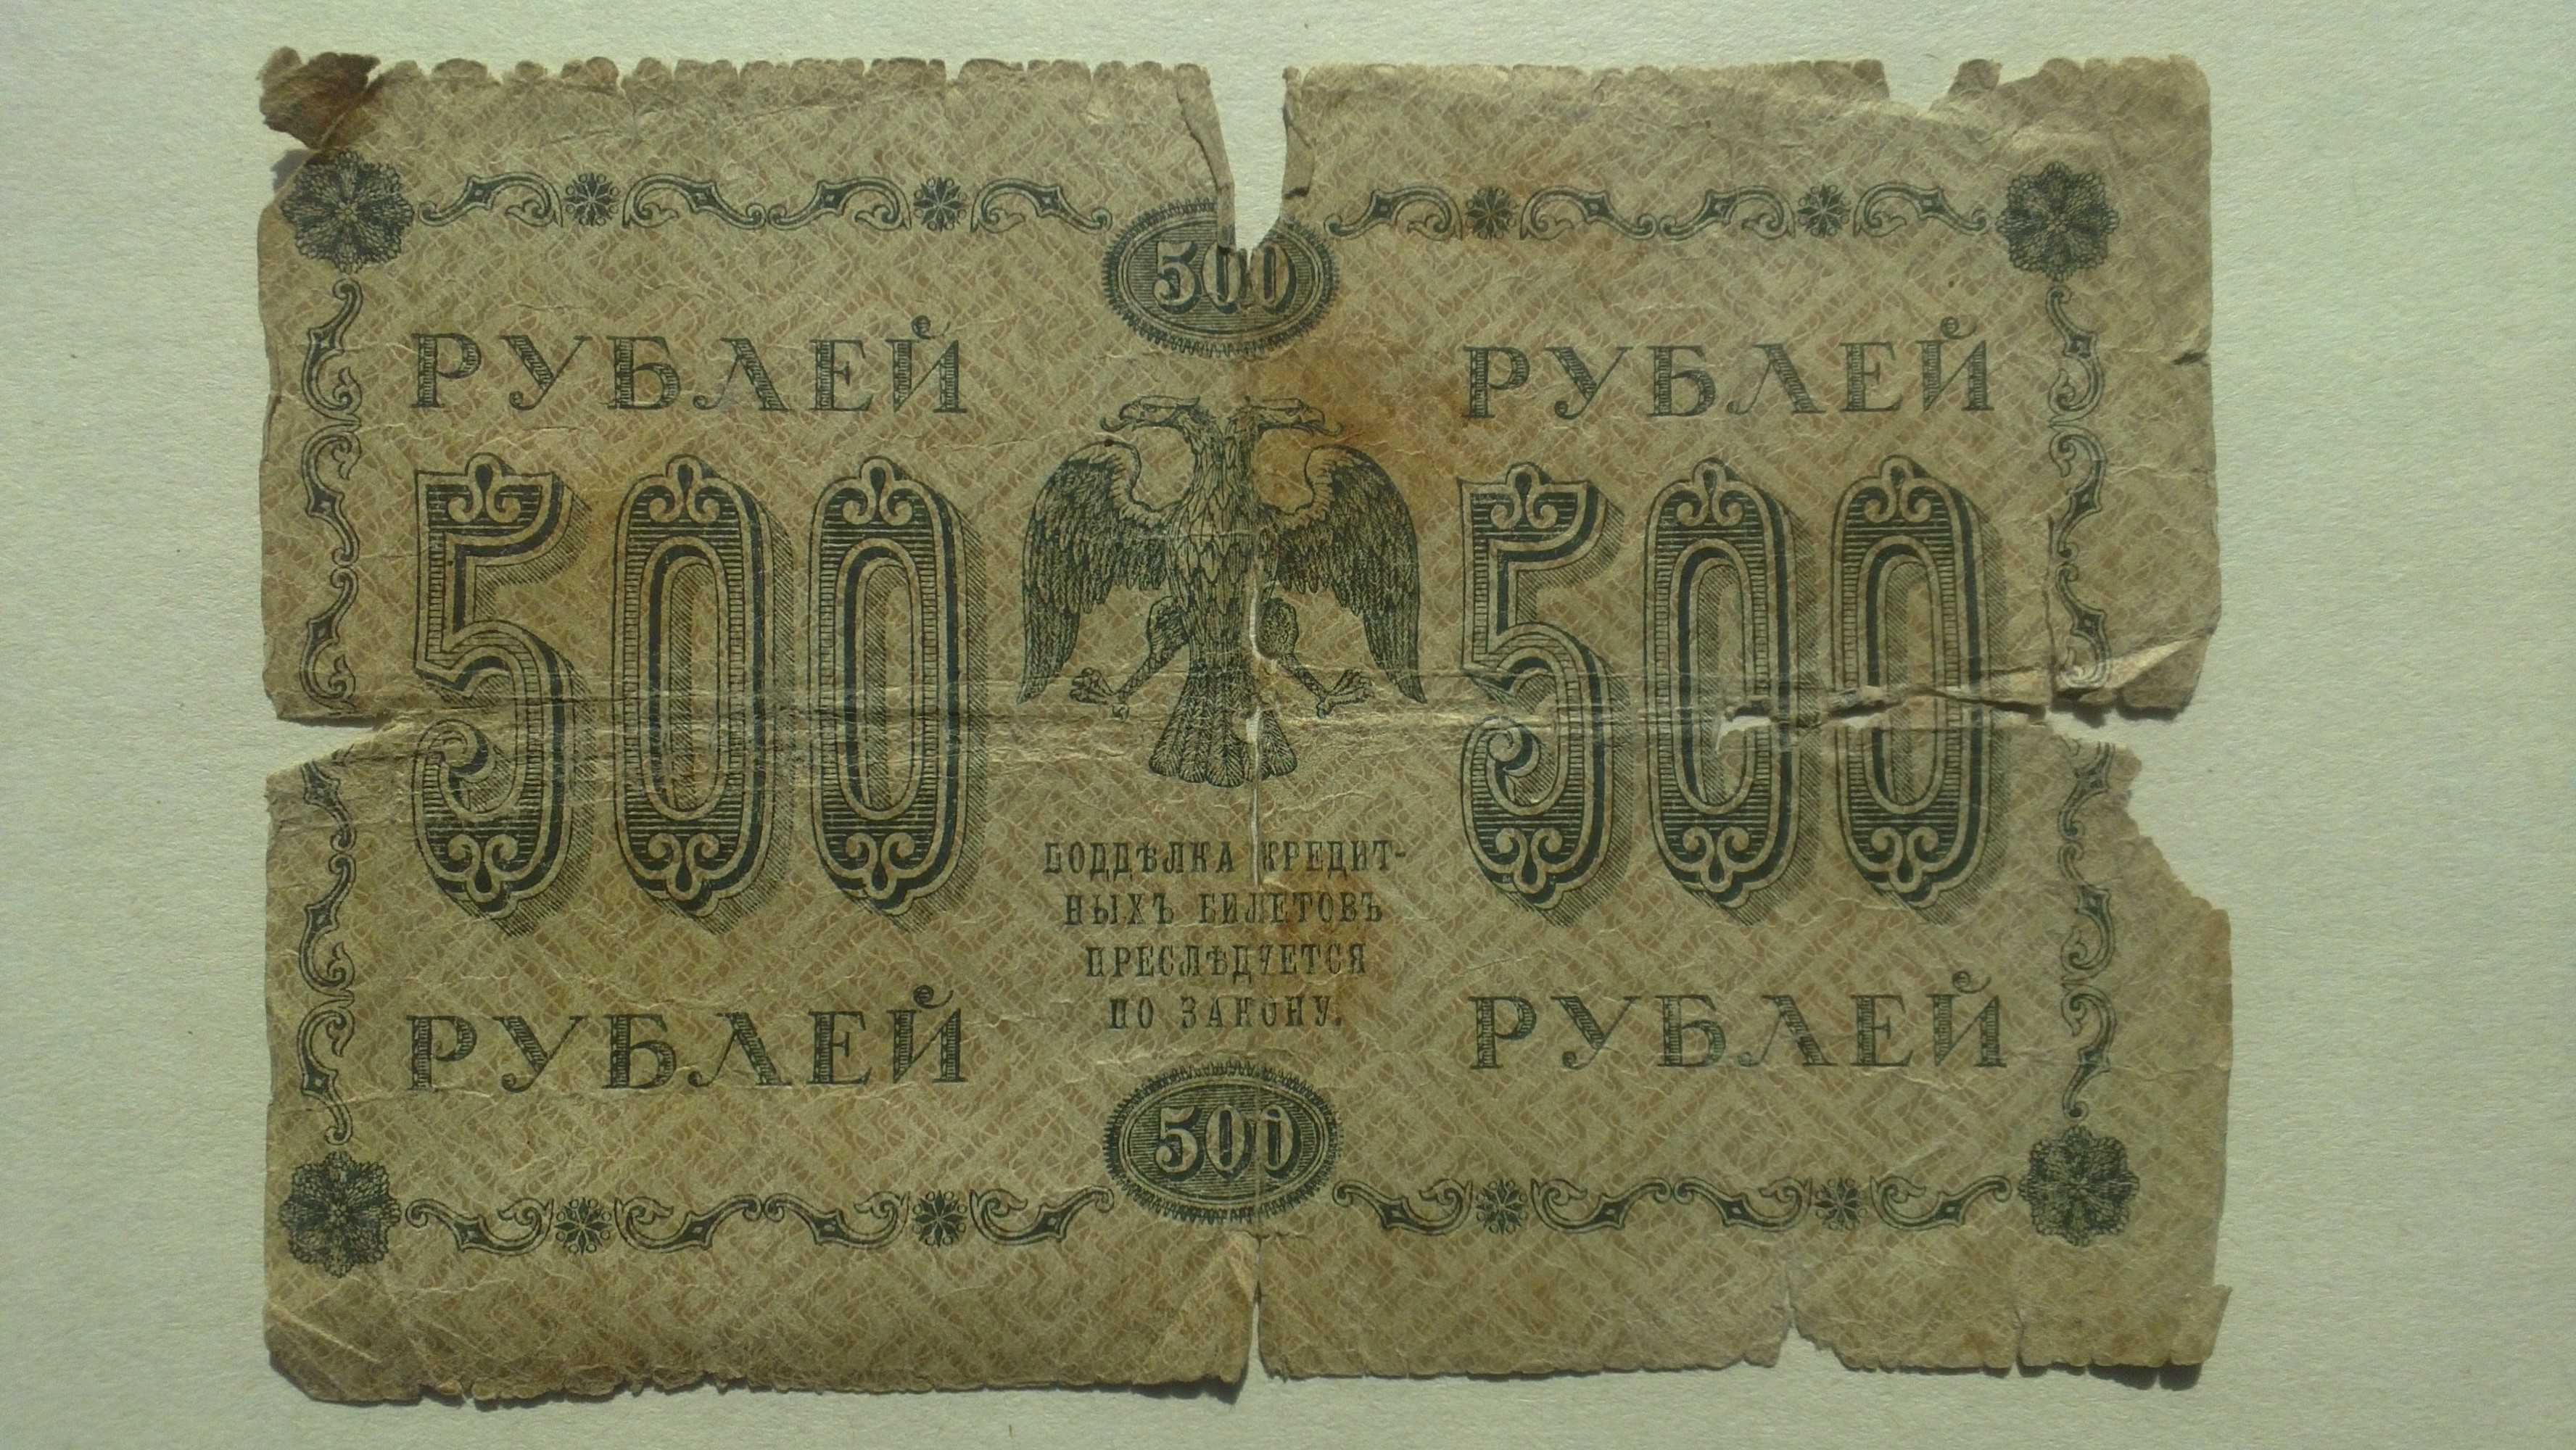 500
РУБЛЕЙ РУБЛЕЙ
500 500
ПОДДѢЛКА КРЕДИТ-
НЫХЪ БИЛЕТОВЪ
ПРЕСЛѢДУЕТСЯ
ПО ЗАКОНУ.
РУБЛЕЙ РУБЛЕЙ
500